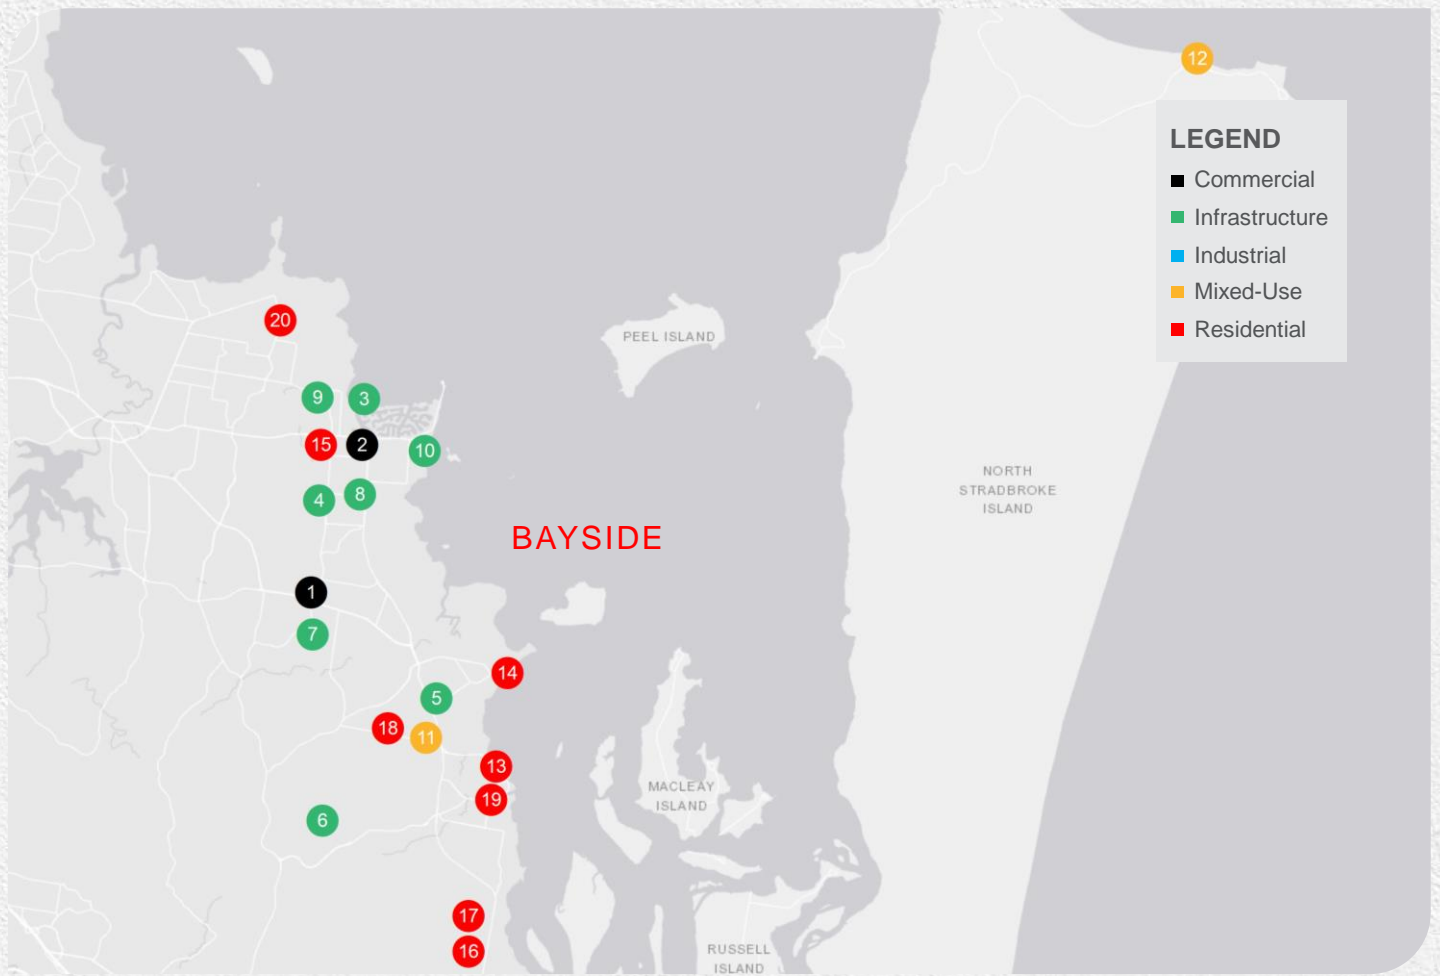 12
LEGEND
Commercial
Infrastructure
Industrial
Mixed-Use
Residential
20
PEEL ISLAND
9
3
15
2
10
4
8
NORTH
STRADBROKE
ISLAND
BAYSIDE
1
7
14
5
18
11
13
19
MACLEAY
ISLAND
6
17
16
RUSSELL
ISLAND